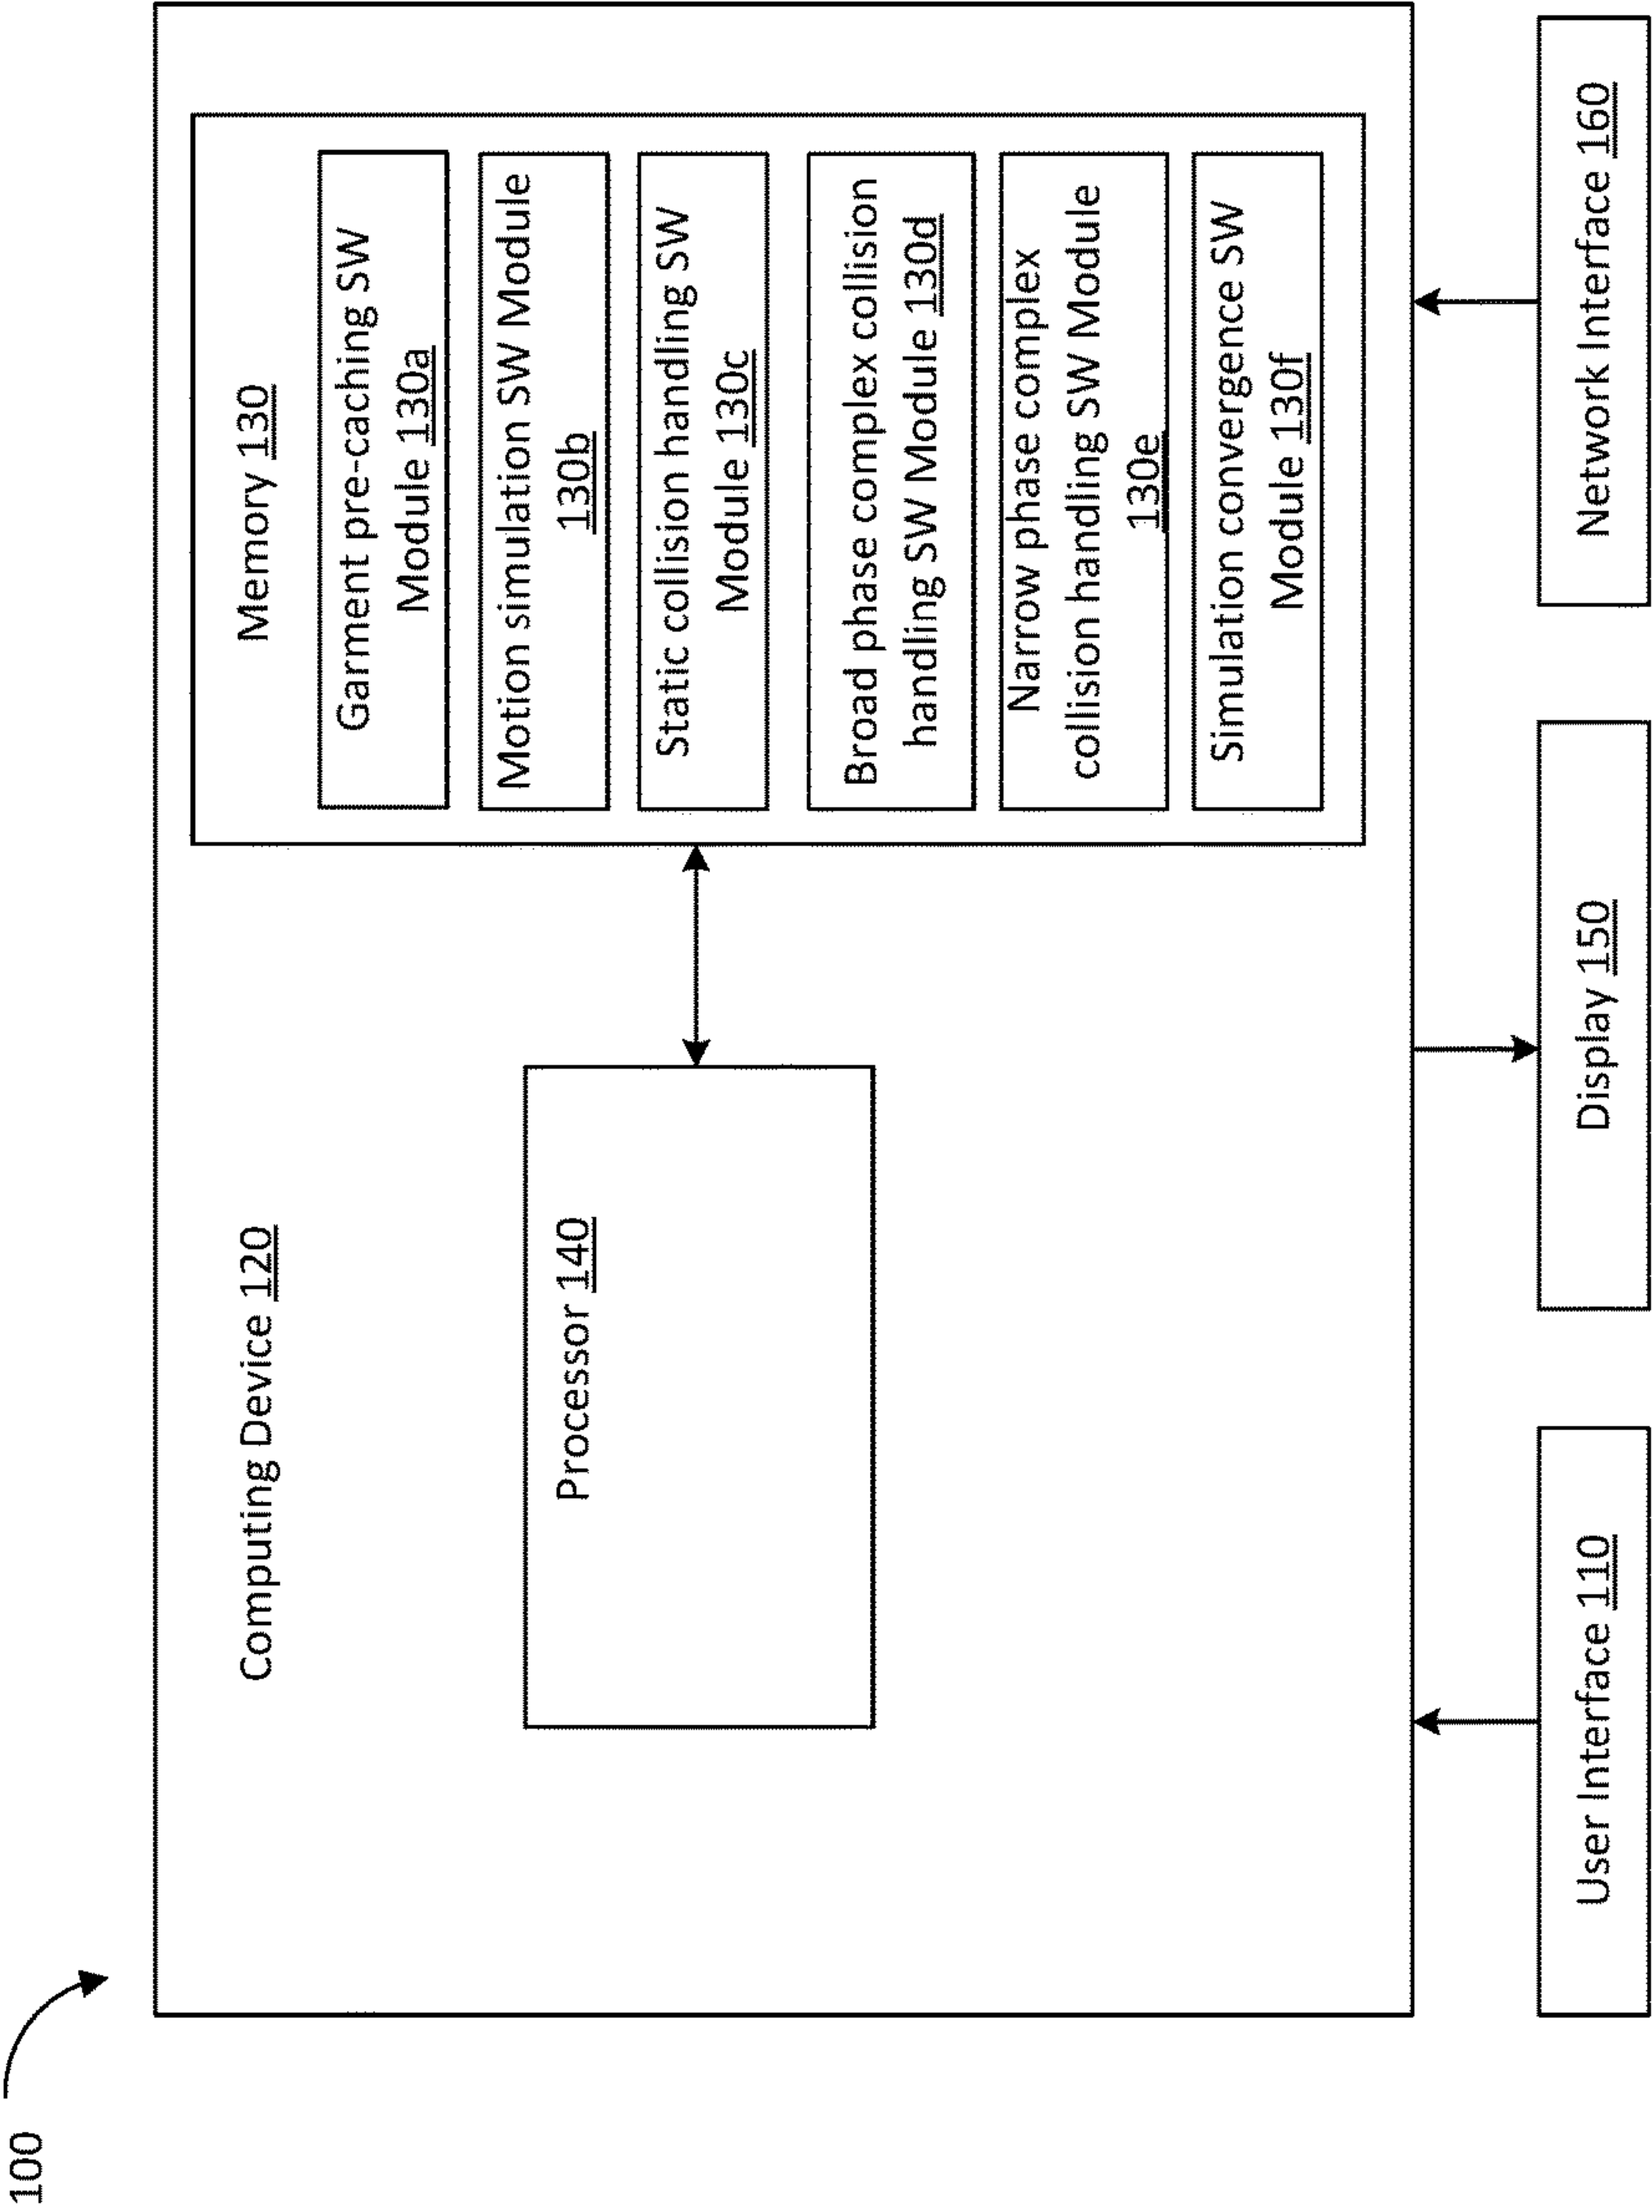 100
Computing Device 120
Processor 140
Memory 130
Garment pre-caching SW
Module 130a
Motion simulation SW Module
130b
Static collision handling SW
Module 130c
Broad phase complex collision
handling SW Module 130d
Narrow phase complex
collision handling SW Module
130e
Simulation convergence SW
Module 130f
User Interface 110
Display 150
Network Interface 160